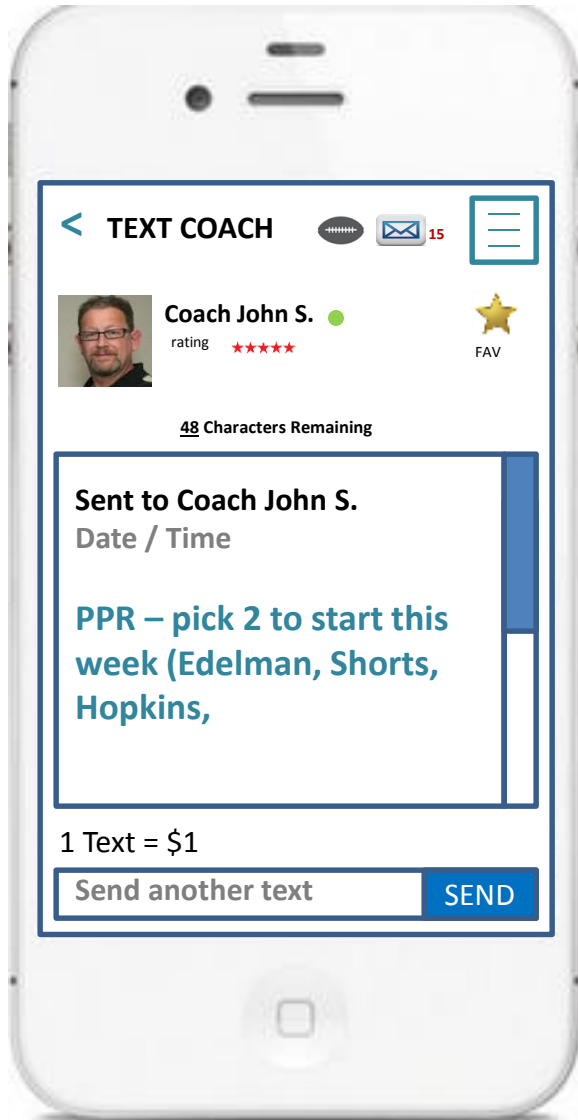 < TEXT COACH 15
Coach John S.
rating ★★★★★
FAV
48 Characters Remaining
Sent to Coach John S.
Date / Time
PPR – pick 2 to start this
week (Edelman, Shorts,
Hopkins,
1 Text = $1
Send another text SEND